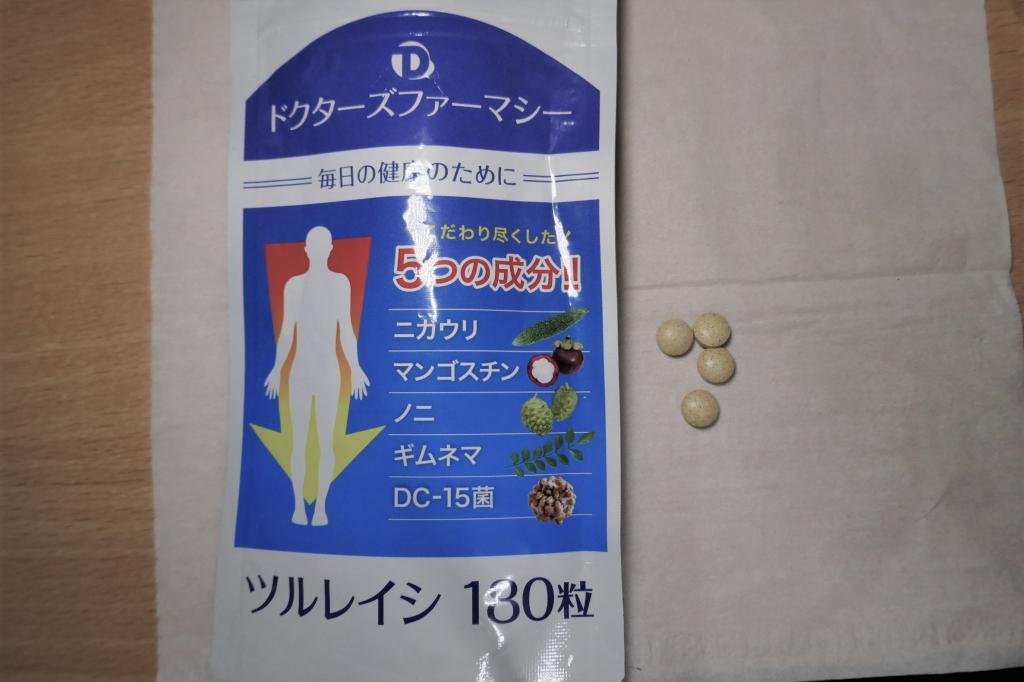 ドクターズファーマシー
毎日の健康のために
こだわり尽くした
5つの成分!!
ニガウリ
マンゴスチン
ノニ
ギムネマ
DC-15菌
ツルレイシ 180粒